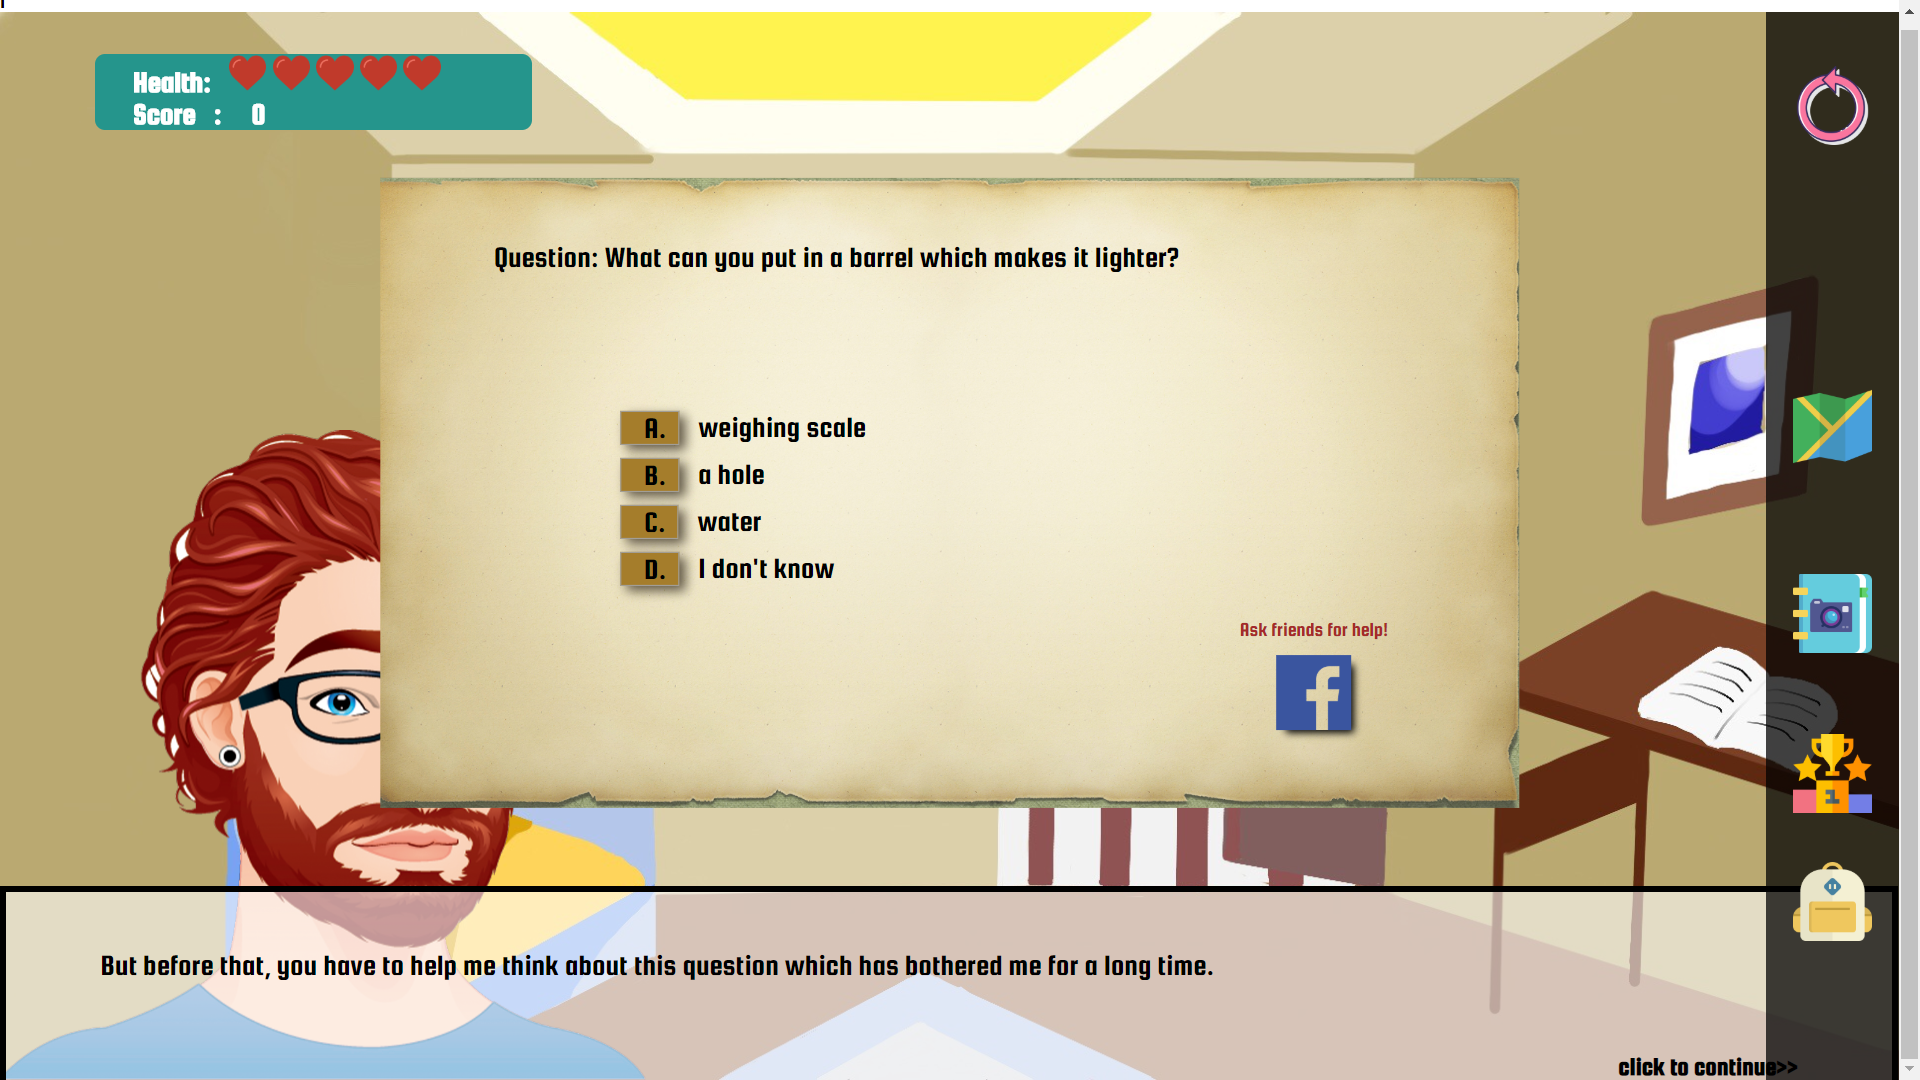 Health:
Score : 0
Question: What can you put in a barrel which makes it lighter?
A. weighing scale
B. a hole
C. water
D. I don't know
Ask friends for help!
f
1
But before that, you have to help me think about this question which has bothered me for a long time.
click to continue>>